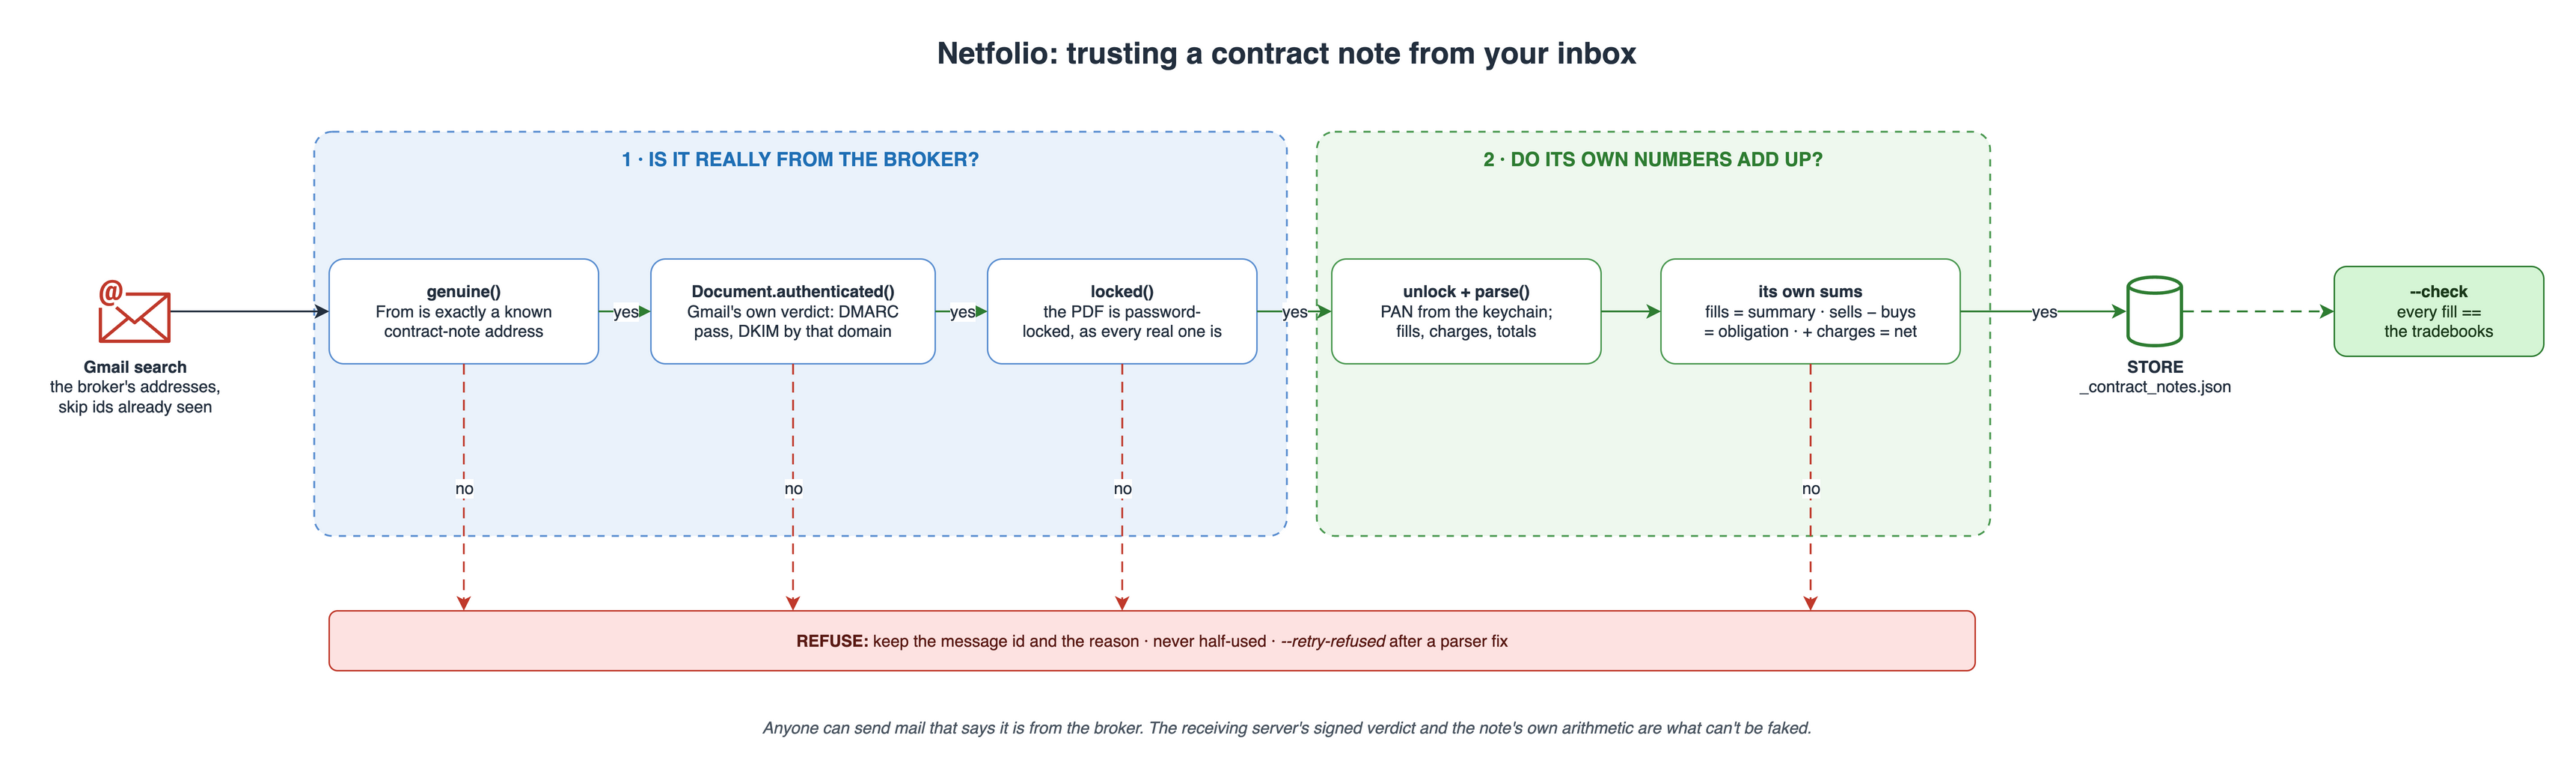 Netfolio: trusting a contract note from your inbox
1 · IS IT REALLY FROM THE BROKER?
2 · DO ITS OWN NUMBERS ADD UP?
@
Gmail search
the broker's addresses,
skip ids already seen
genuine()
From is exactly a known
contract-note address
yes
Document.authenticated()
Gmail's own verdict: DMARC
pass, DKIM by that domain
yes
locked()
the PDF is password-
locked, as every real one is
yes
unlock + parse()
PAN from the keychain;
fills, charges, totals
its own sums
fills = summary · sells − buys
= obligation · + charges = net
yes
STORE
_contract_notes.json
--check
every fill ==
the tradebooks
no
no
no
no
REFUSE: keep the message id and the reason · never half-used · --retry-refused after a parser fix
Anyone can send mail that says it is from the broker. The receiving server's signed verdict and the note's own arithmetic are what can't be faked.